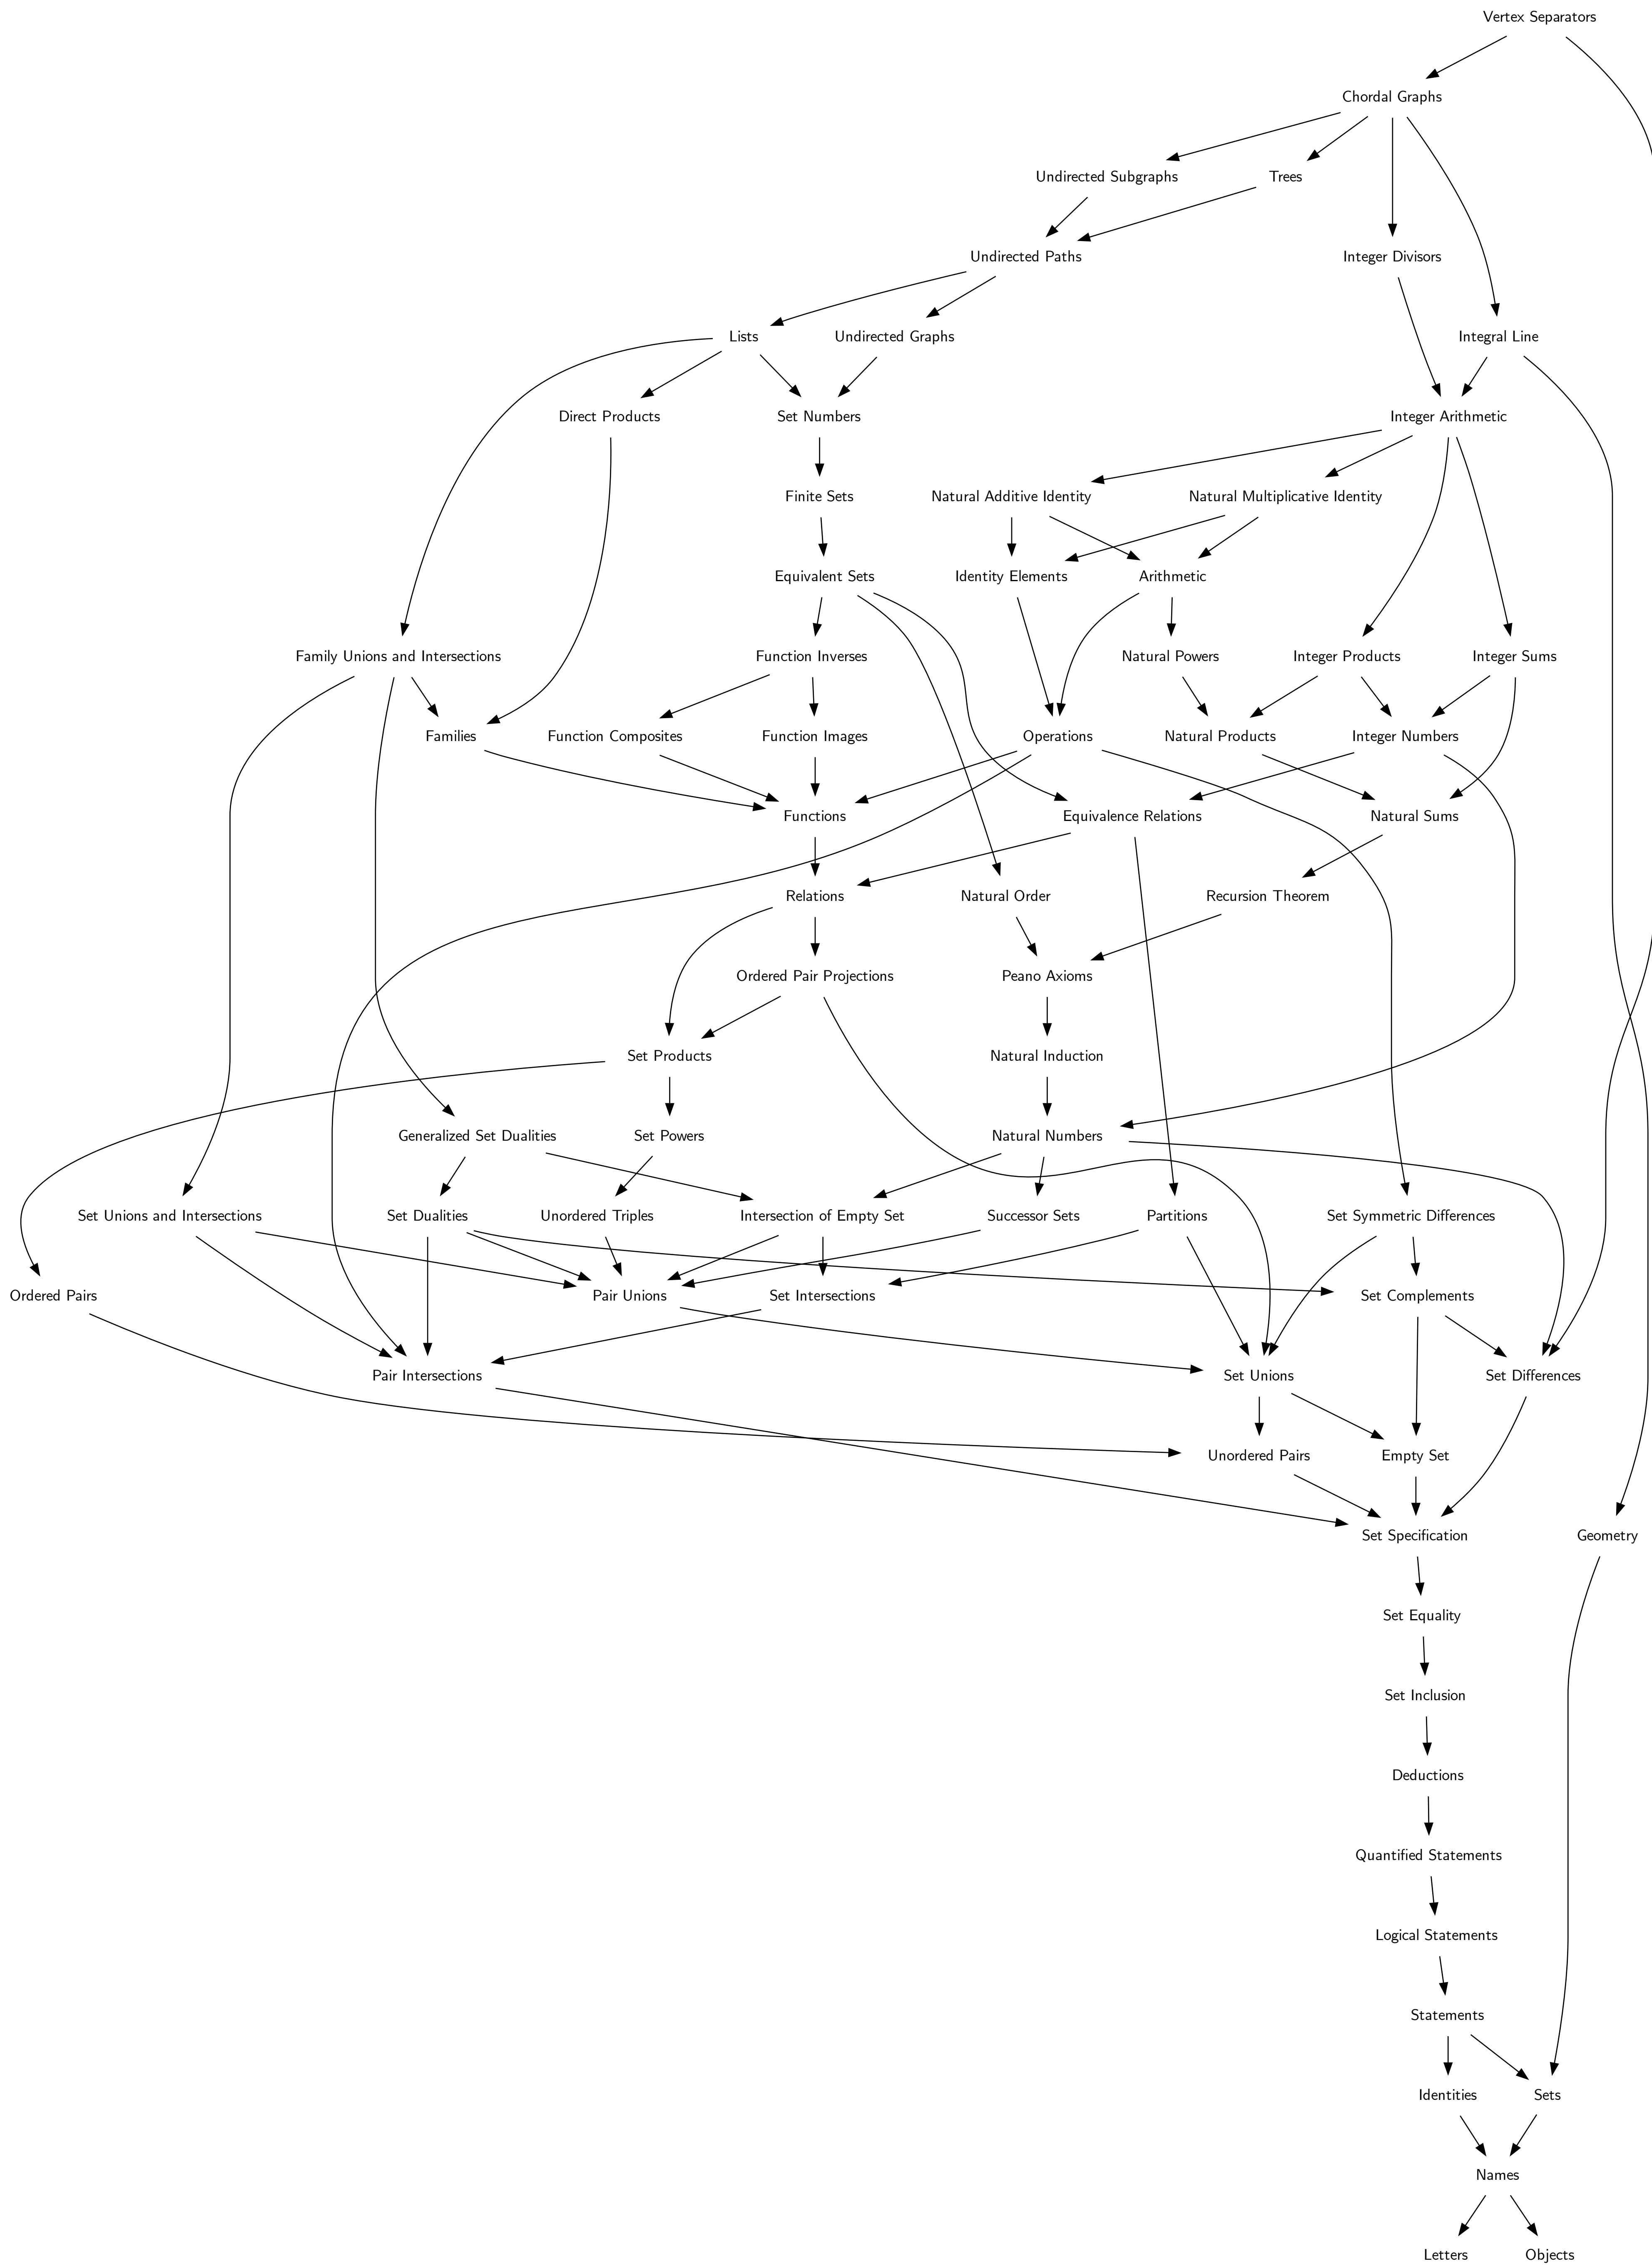 Vertex Separators
Chordal Graphs
Undirected Subgraphs
Trees
Undirected Paths
Integer Divisors
Lists
Undirected Graphs
Integral Line
Direct Products
Set Numbers
Integer Arithmetic
Finite Sets
Natural Additive Identity
Natural Multiplicative Identity
Equivalent Sets
Identity Elements
Arithmetic
Family Unions and Intersections
Function Inverses
Natural Powers
Integer Products
Integer Sums
Families
Function Composites
Function Images
Operations
Natural Products
Integer Numbers
Functions
Equivalence Relations
Natural Sums
Relations
Natural Order
Recursion Theorem
Ordered Pair Projections
Peano Axioms
Set Products
Natural Induction
Generalized Set Dualities
Set Powers
Natural Numbers
Set Unions and Intersections
Set Dualities
Unordered Triples
Intersection of Empty Set
Successor Sets
Partitions
Set Symmetric Differences
Ordered Pairs
Pair Unions
Set Intersections
Set Complements
Pair Intersections
Set Unions
Set Differences
Unordered Pairs
Empty Set
Set Specification
Geometry
Set Equality
Set Inclusion
Deductions
Quantified Statements
Logical Statements
Statements
Identities
Sets
Names
Letters
Objects